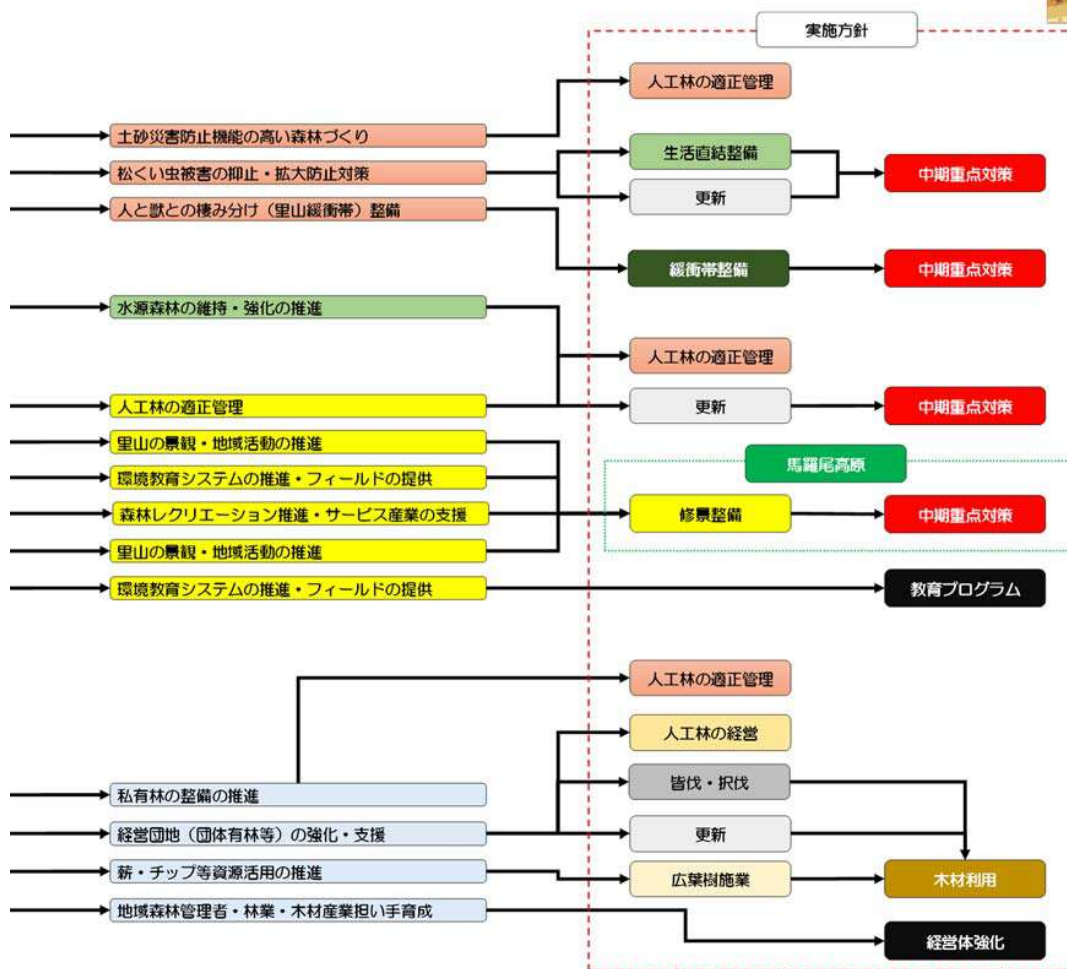 実施方針
人工林の適正管理
土砂災害防止機能の高い森林づくり
松くい虫被害の抑止・拡大防止対策
生活直結整備
更新
中期重点対策
人と獣との棲み分け（里山緩衝帯）整備
緩衝帯整備
中期重点対策
水源森林の維持・強化の推進
人工林の適正管理
人工林の適正管理
更新
中期重点対策
里山の景観・地域活動の推進
馬羅尾高原
環境教育システムの推進・フィールドの提供
森林レクリエーション推進・サービス産業の支援
修景整備
中期重点対策
里山の景観・地域活動の推進
環境教育システムの推進・フィールドの提供
教育プログラム
人工林の適正管理
人工林の経営
皆伐・択伐
私有林の整備の推進
経営団地（団体有林等）の強化・支援
更新
薪・チップ等資源活用の推進
広葉樹施業
木材利用
地域森林管理者・林業・木材産業担い手育成
経営体強化